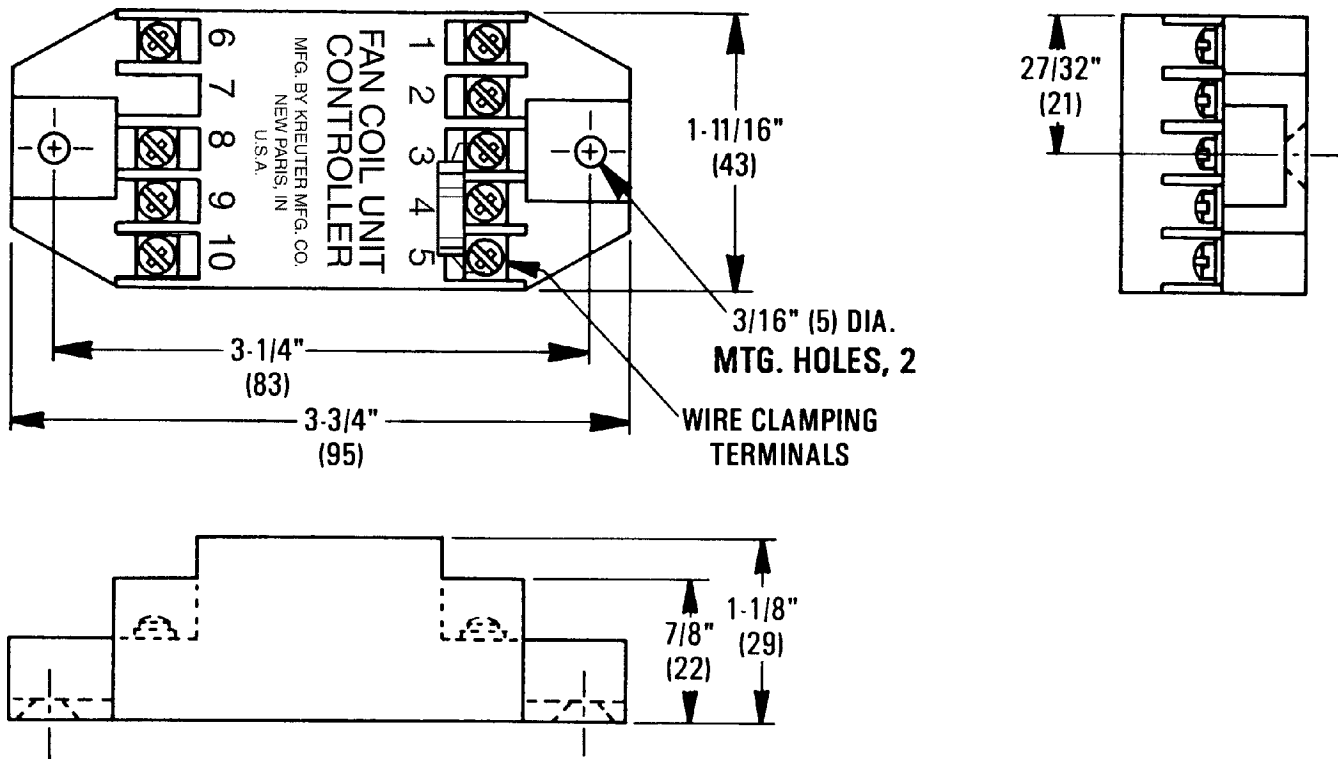 6
7
8
9
10
FAN COIL UNIT
CONTROLLER
MFG. BY KREUTER MFG. CO.
NEW PARIS, IN
U.S.A.
1
2
3
4
5
1-11/16"
(43)
27/32"
(21)
3/16" (5) DIA.
MTG. HOLES, 2
3-1/4"
(83)
3-3/4"
(95)
WIRE CLAMPING
TERMINALS
7/8"
(22)
1-1/8"
(29)